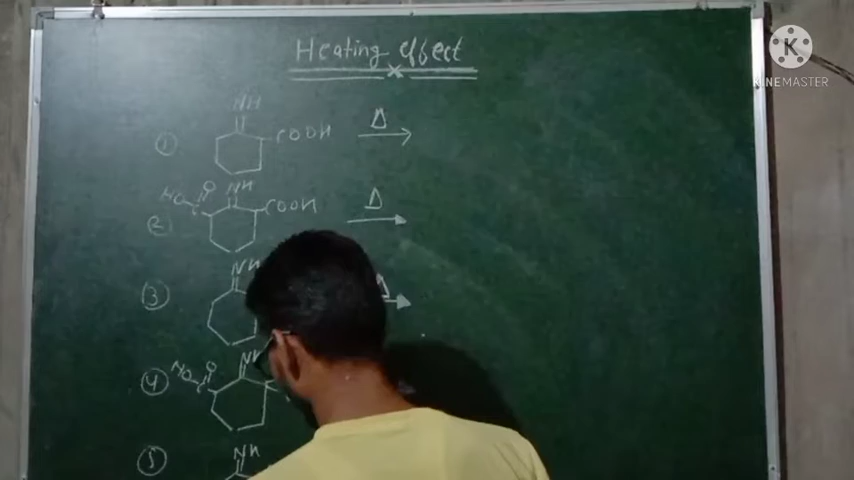 Heating effect
NH
① COOH Δ
HO O NH
C
② COOH Δ
NH
③ Δ
NH
HO O
C
④
NH
⑤
K
KINEMASTER